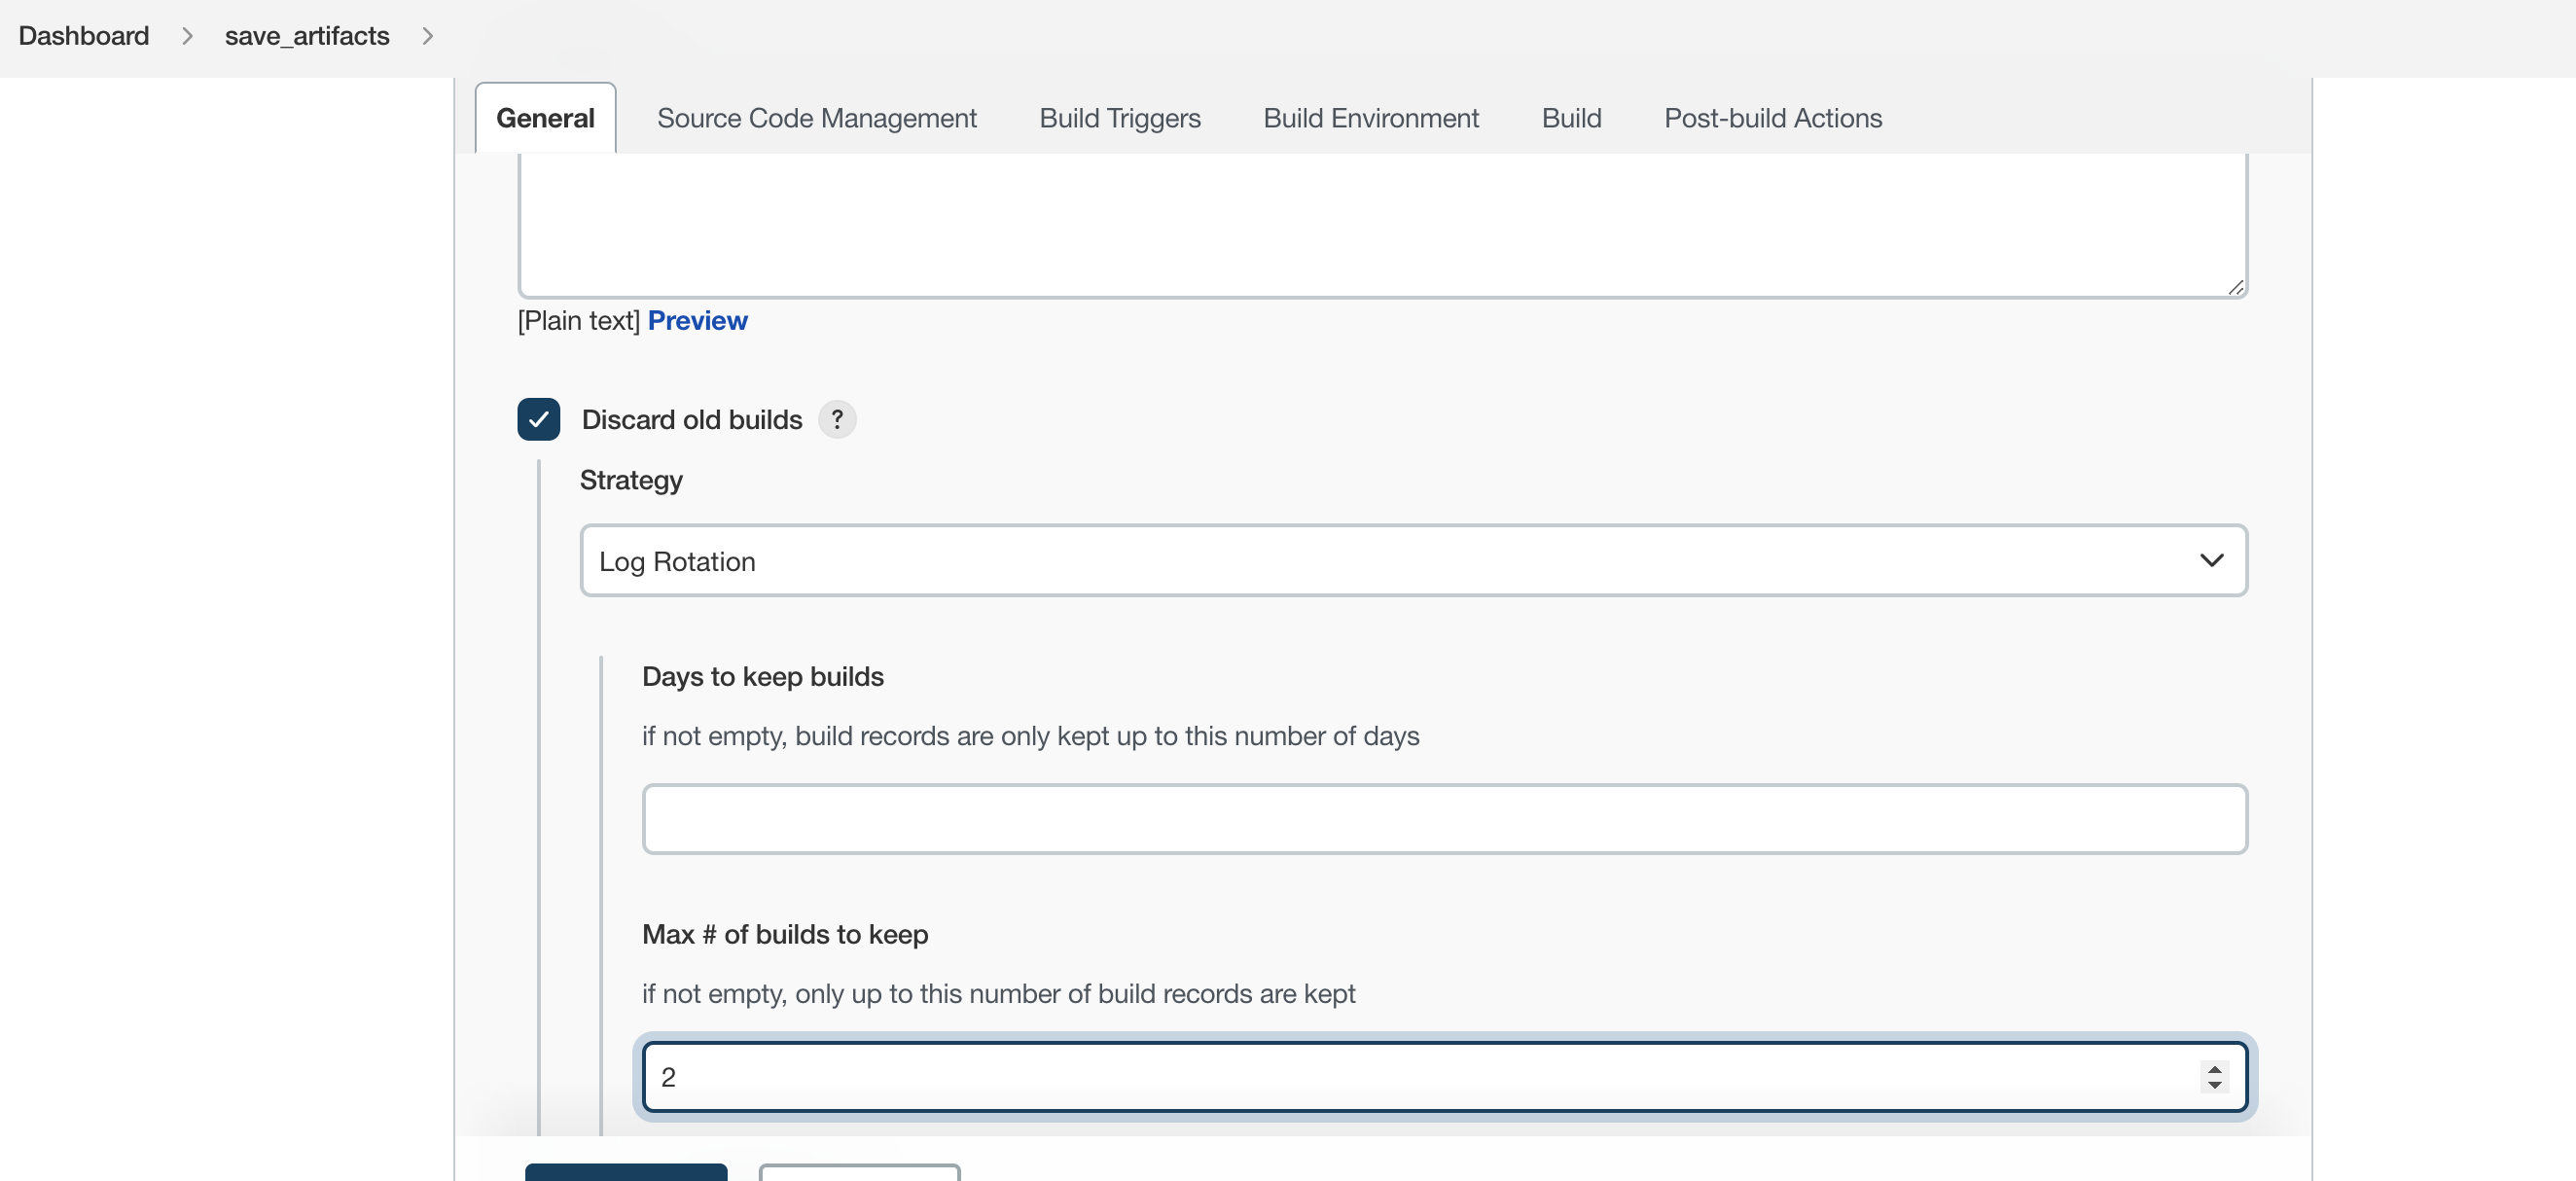 Dashboard > save_artifacts >
General Source Code Management Build Triggers Build Environment Build Post-build Actions
[Plain text] Preview
Discard old builds ?
Strategy
Log Rotation
Days to keep builds
if not empty, build records are only kept up to this number of days
Max # of builds to keep
if not empty, only up to this number of build records are kept
2